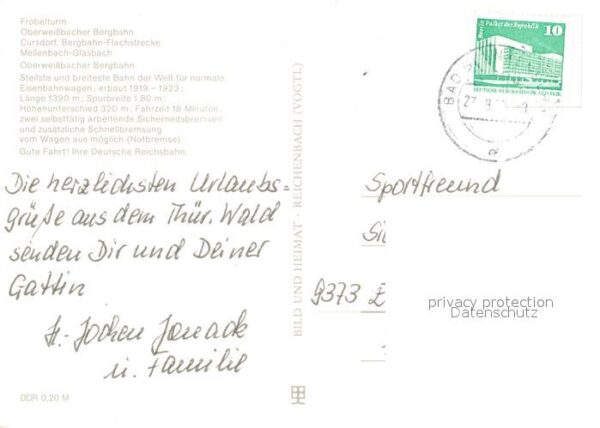 Fröbelturm
Oberweißbacher Bergbahn
Cursdorf, Bergbahn-Flachstrecke
Mellenbach-Glasbach
Oberweißbacher Bergbahn
Steilste und breiteste Bahn der Welt für normale
Eisenbahnwagen; erbaut 1919-1923;
Länge 1390 m; Spurbreite 1,80 m;
Höhenunterschied 320 m; Fahrzeit 18 Minuten;
zwei selbsttätig arbeitende Sicherheitsbremsen
und zusätzliche Schnellbremsung
vom Wagen aus möglich (Notbremse)
Gute Fahrt! Ihre Deutsche Reichsbahn.
Die herzlichsten Urlaubs=
grüße aus dem Thür. Wald
senden Dir und Deiner
Gattin
Jochen
u. Familie
DDR 0,20 M
BILD UND HEIMAT · REICHENBACH (VOGTL)
Berlin, Palast der Republik
10
BAD
Sportfreund
Si
9373 E
privacy protection
Datenschutz